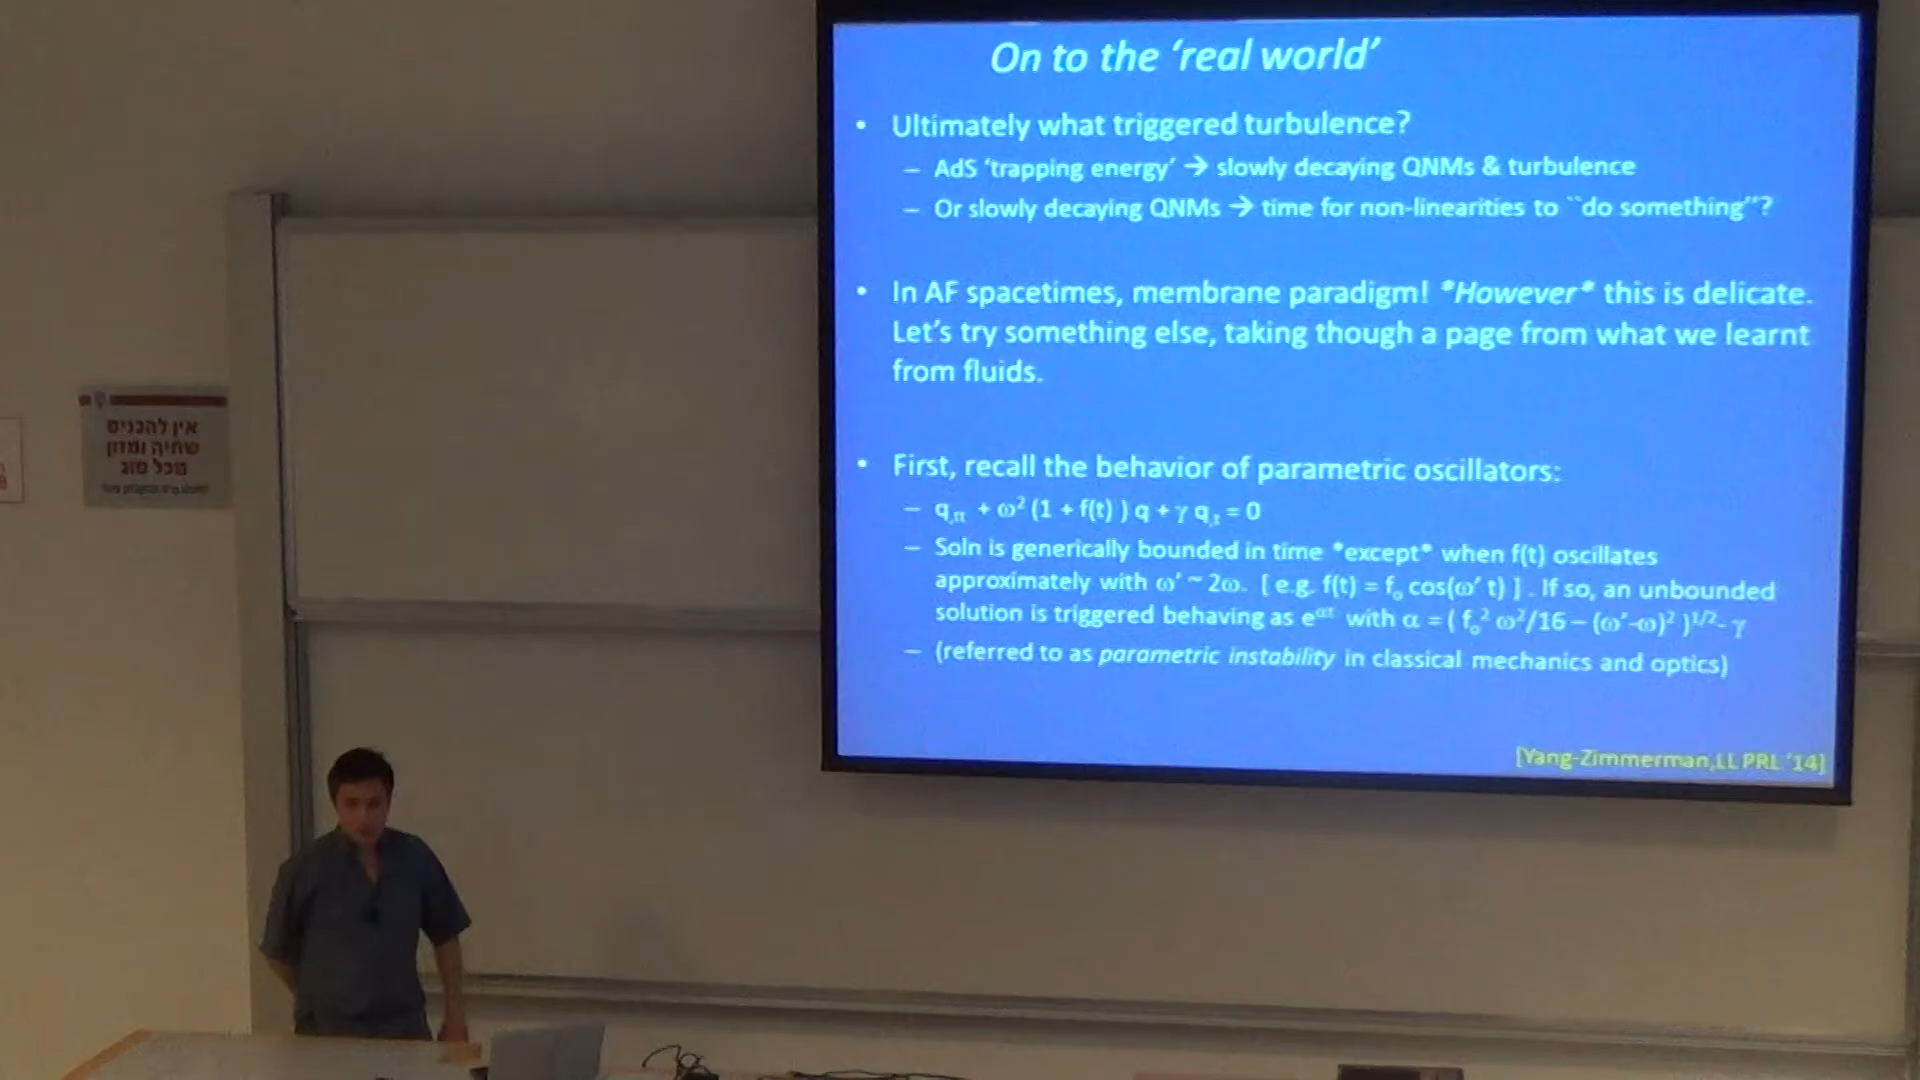 On to the ‘real world’
• Ultimately what triggered turbulence?
– AdS ‘trapping energy’ → slowly decaying QNMs & turbulence
– Or slowly decaying QNMs → time for non-linearities to ``do something’’?
• In AF spacetimes, membrane paradigm! *However* this is delicate.
Let’s try something else, taking though a page from what we learnt
from fluids.
• First, recall the behavior of parametric oscillators:
– q,tt + ω² (1 + f(t) ) q + γ q,t = 0
– Soln is generically bounded in time *except* when f(t) oscillates
approximately with ω’ ~ 2ω. [ e.g. f(t) = fo cos(ω’ t) ] . If so, an unbounded
solution is triggered behaving as e^αt with α = ( fo² ω²/16 – (ω’-ω)² )^1/2- γ
– (referred to as parametric instability in classical mechanics and optics)
[Yang-Zimmerman,LL PRL ‘14]
אין להכניס
שתיה ומזון
מכל סוג